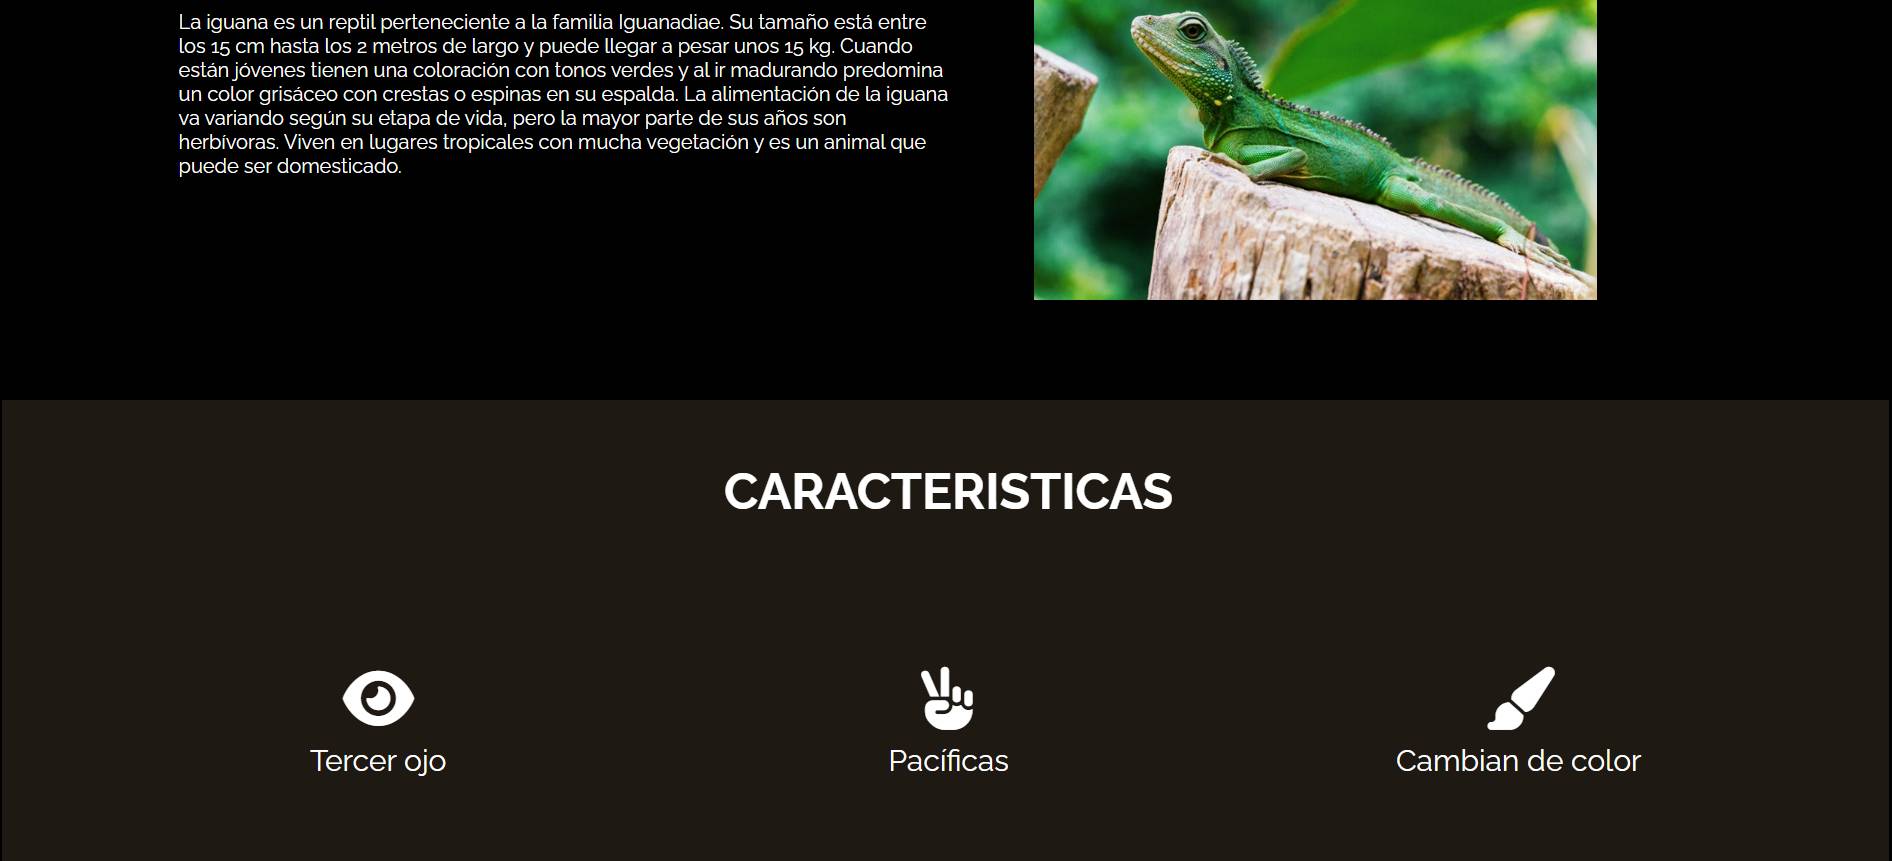 La iguana es un reptil perteneciente a la familia Iguanadiae. Su tamaño está entre
los 15 cm hasta los 2 metros de largo y puede llegar a pesar unos 15 kg. Cuando
están jóvenes tienen una coloración con tonos verdes y al ir madurando predomina
un color grisáceo con crestas o espinas en su espalda. La alimentación de la iguana
va variando según su etapa de vida, pero la mayor parte de sus años son
herbívoras. Viven en lugares tropicales con mucha vegetación y es un animal que
puede ser domesticado.
CARACTERISTICAS
Tercer ojo
Pacíficas
Cambian de color